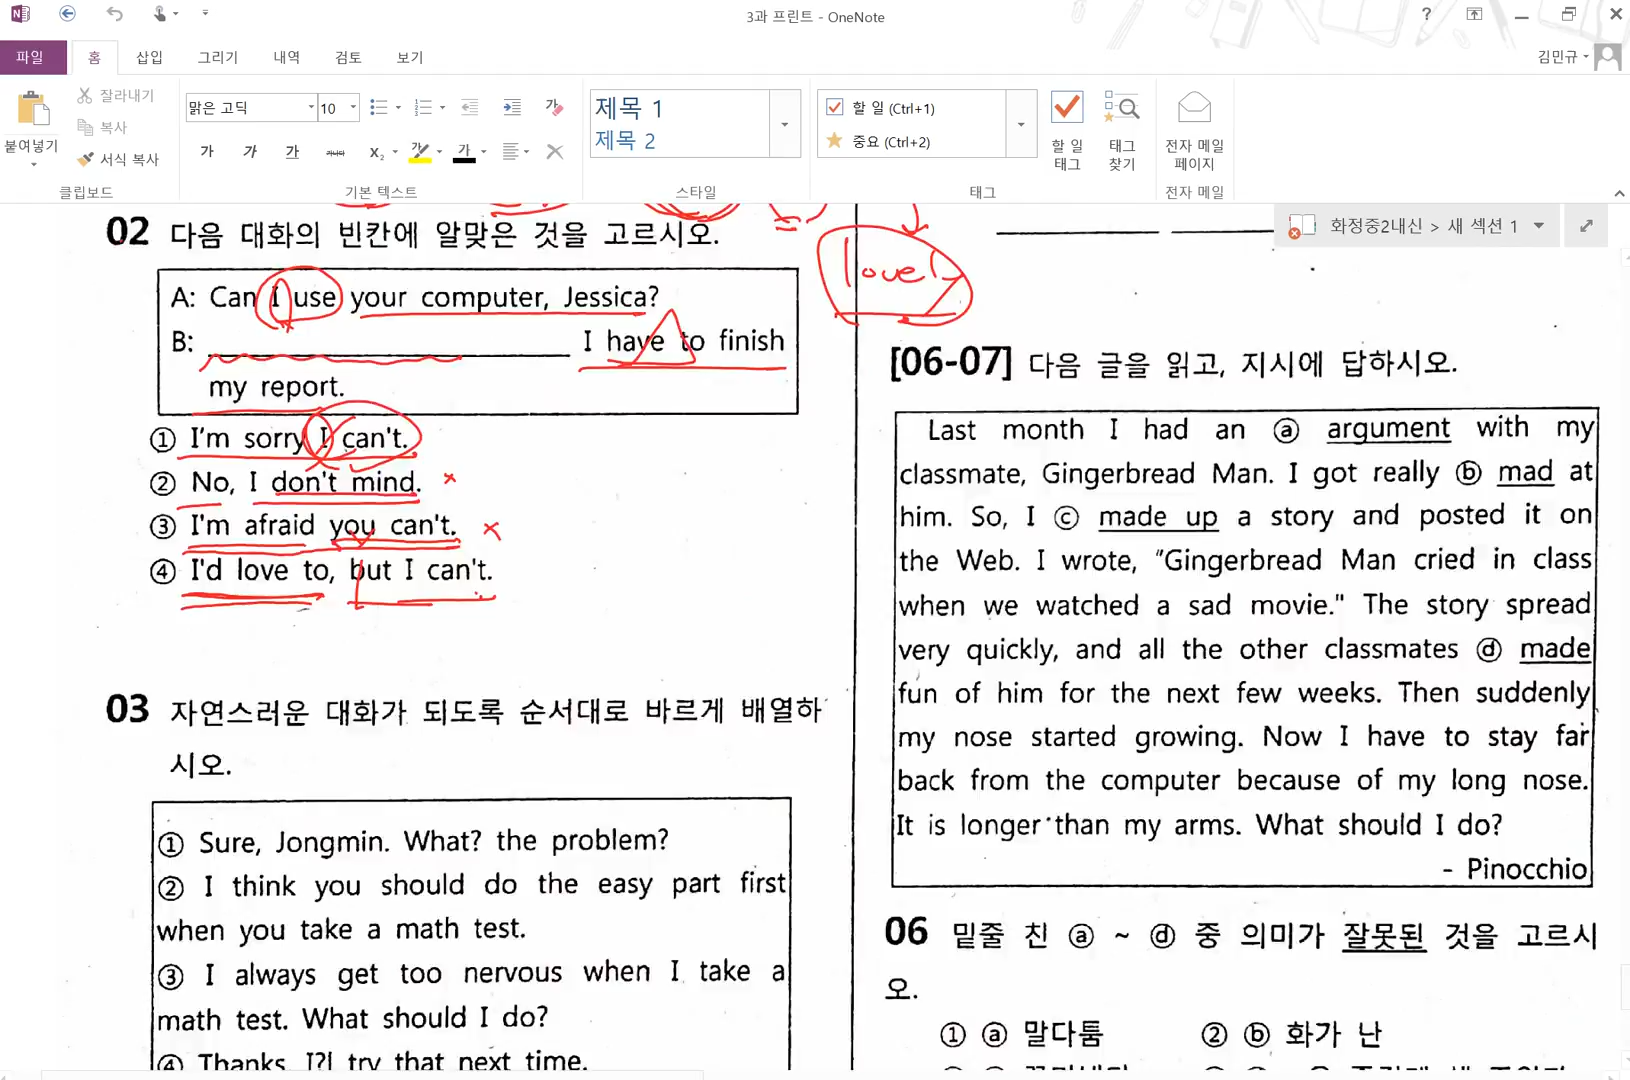 3과 프린트 - OneNote
김민규
파일 홈 삽입 그리기 내역 검토 보기
붙여넣기
잘라내기
복사
서식 복사
클립보드
맑은 고딕 10
가 가 가 가나다 X₂ 가 가
기본 텍스트
제목 1
제목 2
스타일
할 일 (Ctrl+1)
중요 (Ctrl+2)
할 일
태그
태그
찾기
태그
전자 메일
페이지
전자 메일
화정중2내신 > 새 섹션 1
02 다음 대화의 빈칸에 알맞은 것을 고르시오.
A: Can I use your computer, Jessica?
B: I have to finish
my report.
① I'm sorry I can't.
② No, I don't mind.
③ I'm afraid you can't.
④ I'd love to, but I can't.
lovely
03 자연스러운 대화가 되도록 순서대로 바르게 배열하
시오.
① Sure, Jongmin. What? the problem?
② I think you should do the easy part first
when you take a math test.
③ I always get too nervous when I take a
math test. What should I do?
④ Thanks. I?l try that next time.
[06-07] 다음 글을 읽고, 지시에 답하시오.
Last month I had an ⓐ argument with my
classmate, Gingerbread Man. I got really ⓑ mad at
him. So, I ⓒ made up a story and posted it on
the Web. I wrote, "Gingerbread Man cried in class
when we watched a sad movie." The story spread
very quickly, and all the other classmates ⓓ made
fun of him for the next few weeks. Then suddenly
my nose started growing. Now I have to stay far
back from the computer because of my long nose.
It is longer than my arms. What should I do?
- Pinocchio
06 밑줄 친 ⓐ ~ ⓓ 중 의미가 잘못된 것을 고르시
오.
① ⓐ 말다툼 ② ⓑ 화가 난